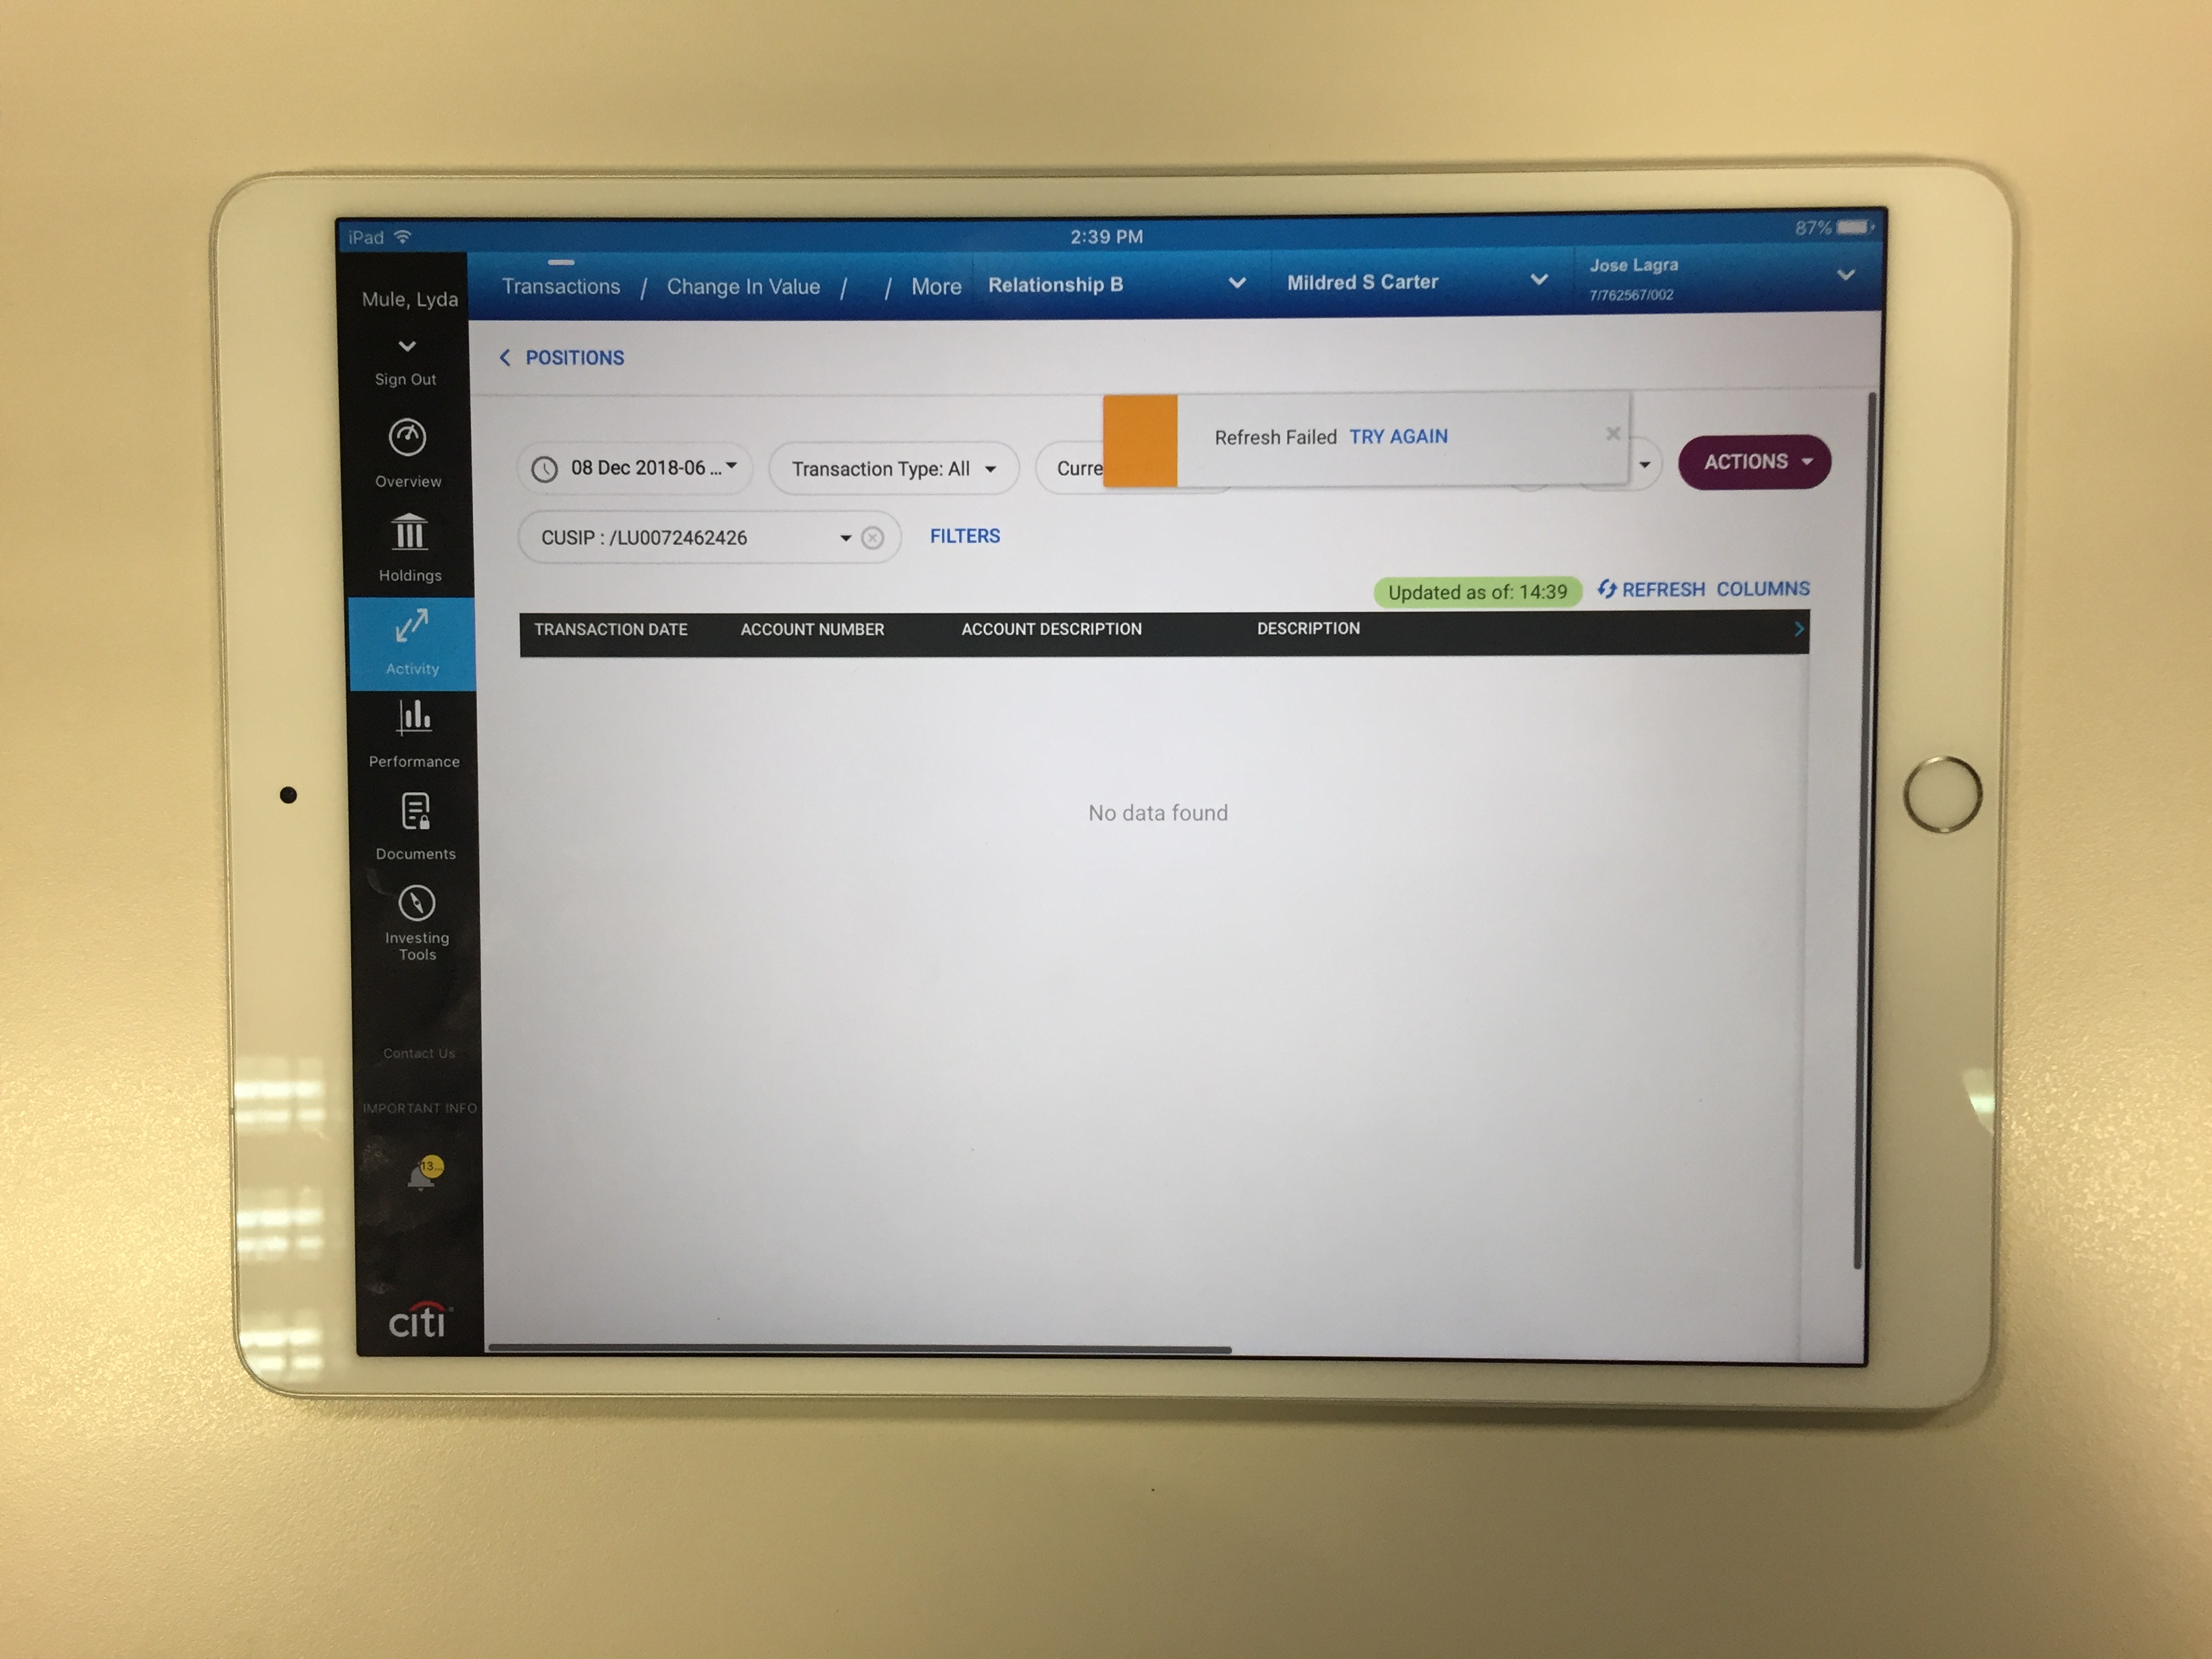 iPad
2:39 PM
87%
Mule, Lyda
Sign Out
Overview
Holdings
Activity
Performance
Documents
Investing
Tools
Contact Us
IMPORTANT INFO
13...
citi
Transactions / Change In Value / / More
Relationship B
Mildred S Carter
Jose Lagra
7/762567/002
POSITIONS
08 Dec 2018-06 ...
Transaction Type: All
Curre
Refresh Failed TRY AGAIN
ACTIONS
CUSIP : /LU0072462426
FILTERS
Updated as of: 14:39
REFRESH COLUMNS
TRANSACTION DATE ACCOUNT NUMBER ACCOUNT DESCRIPTION DESCRIPTION
No data found